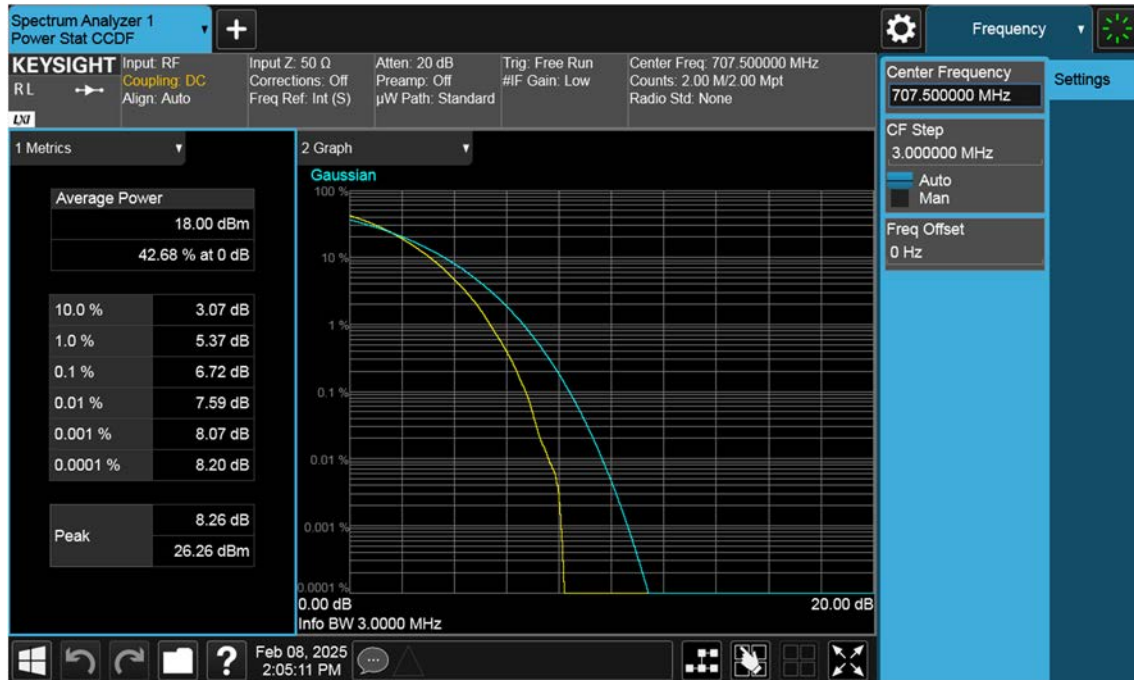 Spectrum Analyzer 1
Power Stat CCDF
+
Frequency
KEYSIGHT
RL
LXI
Input: RF
Coupling: DC
Align: Auto
Input Z: 50 Ω
Corrections: Off
Freq Ref: Int (S)
Atten: 20 dB
Preamp: Off
µW Path: Standard
Trig: Free Run
#IF Gain: Low
Center Freq: 707.500000 MHz
Counts: 2.00 M/2.00 Mpt
Radio Std: None
Center Frequency
707.500000 MHz
Settings
CF Step
3.000000 MHz
Auto
Man
Freq Offset
0 Hz
1 Metrics
Average Power
18.00 dBm
42.68 % at 0 dB
10.0 % 3.07 dB
1.0 % 5.37 dB
0.1 % 6.72 dB
0.01 % 7.59 dB
0.001 % 8.07 dB
0.0001 % 8.20 dB
Peak
8.26 dB
26.26 dBm
2 Graph
Gaussian
100 %
10 %
1 %
0.1 %
0.01 %
0.001 %
0.0001 %
0.00 dB 20.00 dB
Info BW 3.0000 MHz
?
Feb 08, 2025
2:05:11 PM